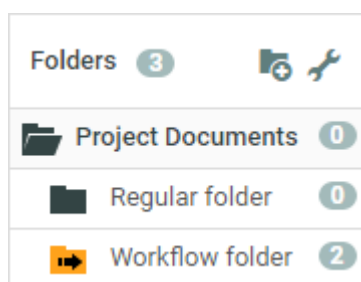 Folders 3
Project Documents 0
Regular folder 0
Workflow folder 2